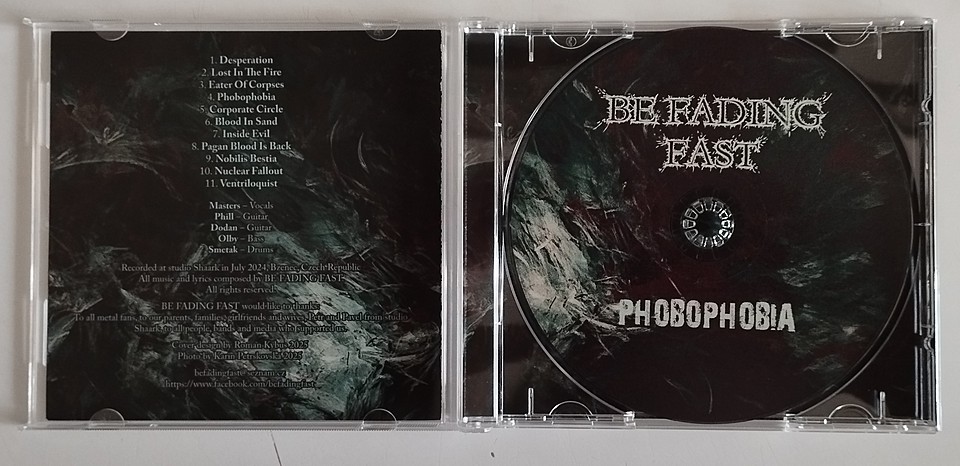 1. Desperation
2. Lost In The Fire
3. Eater Of Corpses
4. Phobophobia
5. Corporate Circle
6. Blood In Sand
7. Inside Evil
8. Pagan Blood Is Back
9. Nobilis Bestia
10. Nuclear Fallout
11. Ventriloquist
Masters – Vocals
Phill – Guitar
Dodan – Guitar
Olby – Bass
Smetak – Drums
Recorded at studio Shaark in July 2024, Bzenec, Czech Republic
All music and lyrics composed by BE FADING FAST
All rights reserved.
BE FADING FAST would like to thanks:
To all metal fans, to our parents, families, girlfriends and wives, Petr and Pavel from studio
Shaark, to all people, bands and media who supported us.
Cover design by Roman Kybus 2025
Photo by Karin Petrskovská 2025
befadingfast@seznam.cz
https://www.facebook.com/befadingfast
BE FADING
FAST
PHOBOPHOBIA